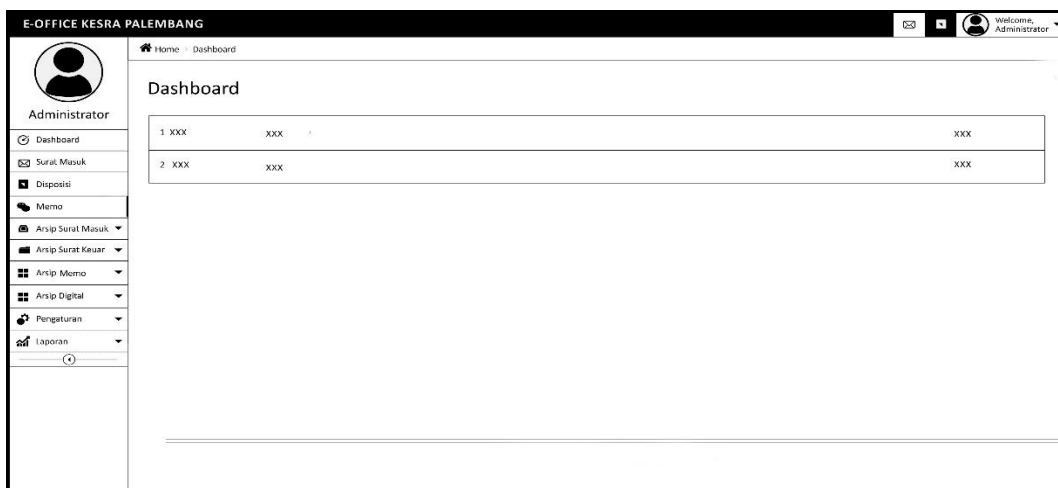 E-OFFICE KESRA PALEMBANG
Welcome,
Administrator
Home Dashboard
Administrator
Dashboard
Surat Masuk
Disposisi
Memo
Arsip Surat Masuk
Arsip Surat Keuar
Arsip Memo
Arsip Digital
Pengaturan
Laporan
Dashboard
1 XXX XXX XXX
2 XXX XXX XXX